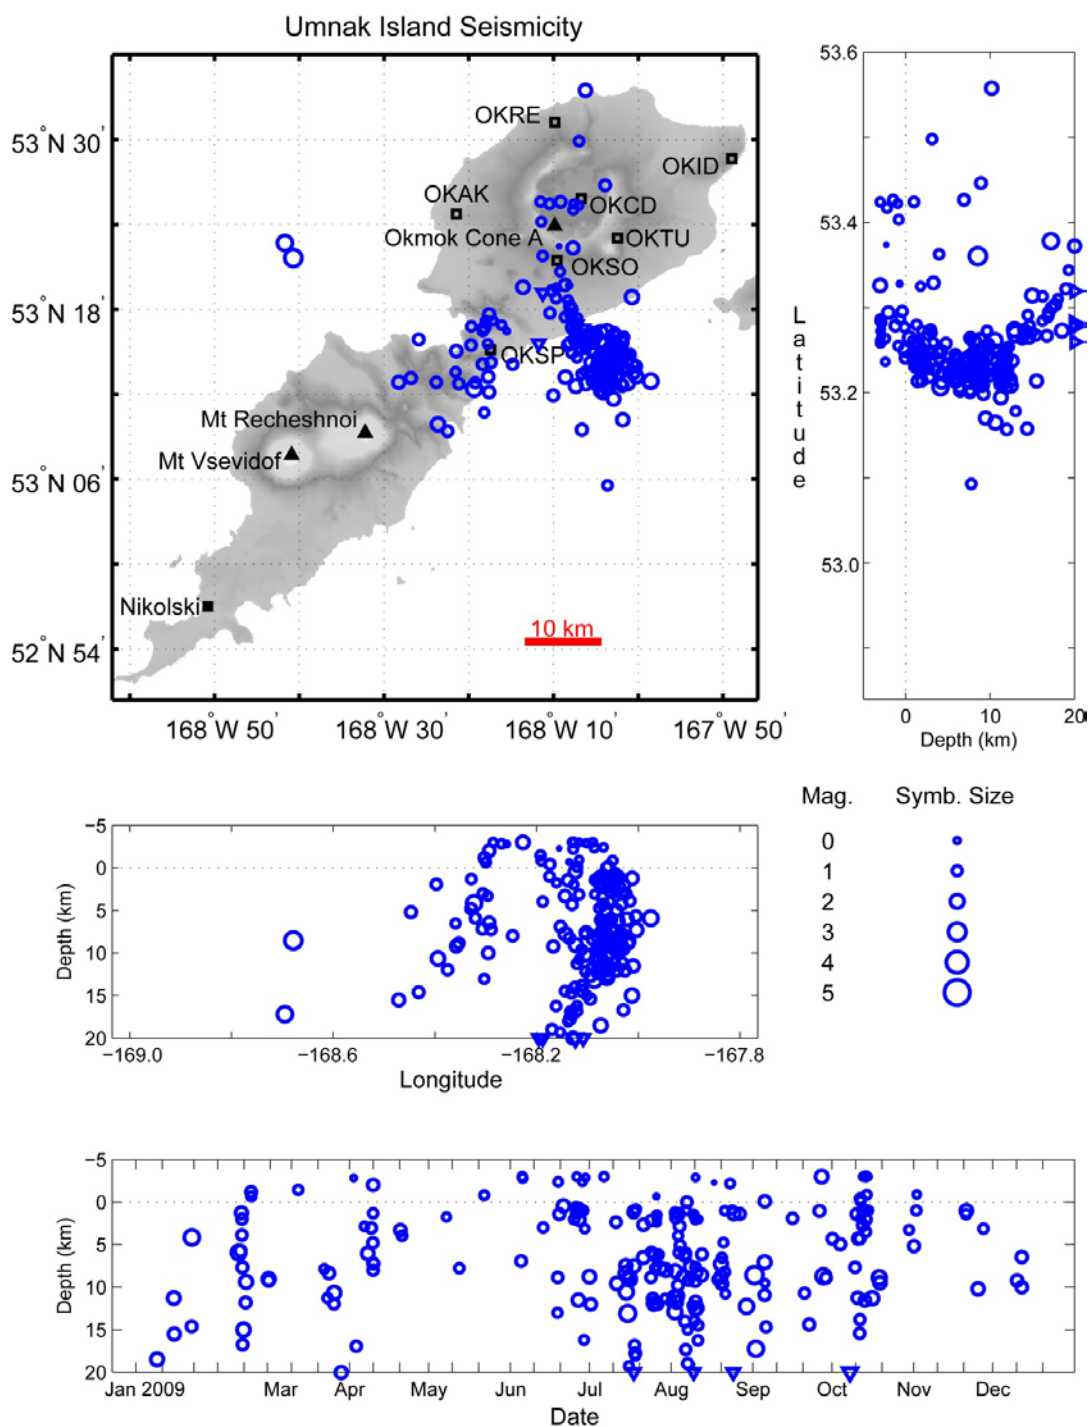 Umnak Island Seismicity
53° N 30'
53° N 18'
53° N 06'
52° N 54'
OKRE
OKID
OKAK
OKCD
Okmok Cone A
OKTU
OKSO
OKSP
Mt Recheshnoi
Mt Vsevidof
Nikolski
10 km
168° W 50'
168° W 30'
168° W 10'
167° W 50'
53.6
53.4
53.2
53.0
Latitude
0
10
20
Depth (km)
Mag.
Symb. Size
0
1
2
3
4
5
−5
0
5
10
15
20
Depth (km)
−169.0
−168.6
−168.2
−167.8
Longitude
−5
0
5
10
15
20
Depth (km)
Jan 2009
Mar
Apr
May
Jun
Jul
Aug
Sep
Oct
Nov
Dec
Date